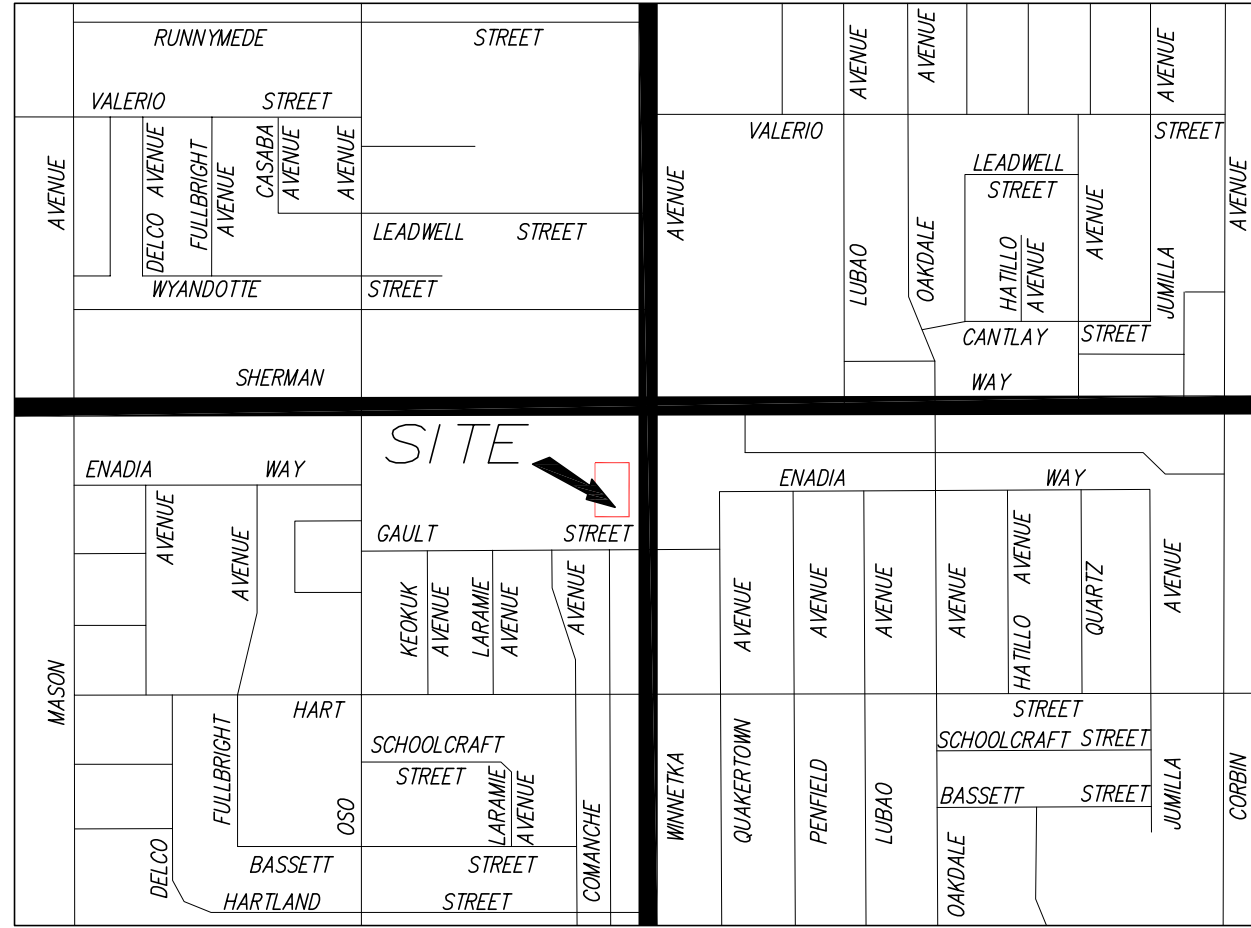 RUNNYMEDE STREET
VALERIO STREET
AVENUE
DELCO AVENUE
FULLBRIGHT AVENUE
CASABA AVENUE
AVENUE
LEADWELL STREET
WYANDOTTE STREET
SHERMAN
AVENUE
AVENUE
AVENUE
VALERIO STREET
AVENUE
LEADWELL STREET
AVENUE
AVENUE
LUBAO
OAKDALE
HATILLO AVENUE
JUMILLA
CANTLAY STREET
WAY
SITE
ENADIA WAY
AVENUE
AVENUE
GAULT STREET
KEOKUK AVENUE
LARAMIE AVENUE
AVENUE
MASON
HART
FULLBRIGHT
OSO
SCHOOLCRAFT STREET
LARAMIE AVENUE
COMANCHE
DELCO
BASSETT STREET
HARTLAND STREET
ENADIA WAY
AVENUE
AVENUE
AVENUE
AVENUE
HATILLO AVENUE
QUARTZ
AVENUE
STREET
SCHOOLCRAFT STREET
WINNETKA
QUAKERTOWN
PENFIELD
LUBAO
BASSETT STREET
JUMILLA
CORBIN
OAKDALE